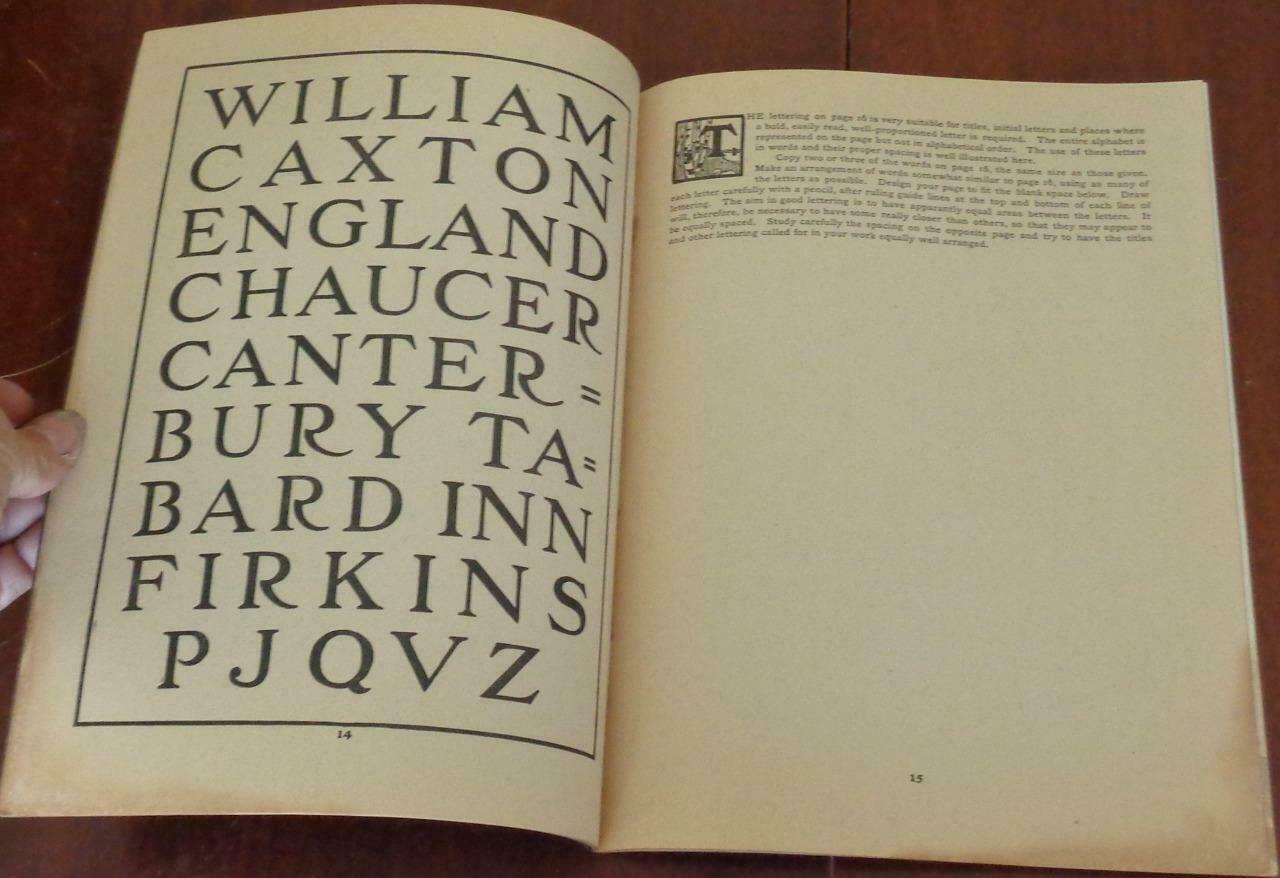 WILLIAM
CAXTON
ENGLAND
CHAUCER
CANTER=
BURY TA=
BARD INN
FIRKINS
PJQVZ
14
THE lettering on page 16 is very suitable for titles, initial letters and places where
a bold, easily read, well-proportioned letter is required. The entire alphabet is
represented on the page but not in alphabetical order. The use of these letters
in words and their proper spacing is well illustrated here.
Copy two or three of the words on page 16, the same size as those given.
Make an arrangement of words somewhat similar to page 16, using as many of
the letters as possible. Design your page to fit the blank space below. Draw
each letter carefully with a pencil, after ruling guide lines at the top and bottom of each line of
lettering. The aim in good lettering is to have apparantly equal areas between the letters. It
will, therefore, be necessary to have some really closer than others, so that they may appear to
be equally spaced. Study carefully the spacing on the opposite page and try to have the titles
and other lettering called for in your work equally well arranged.
15